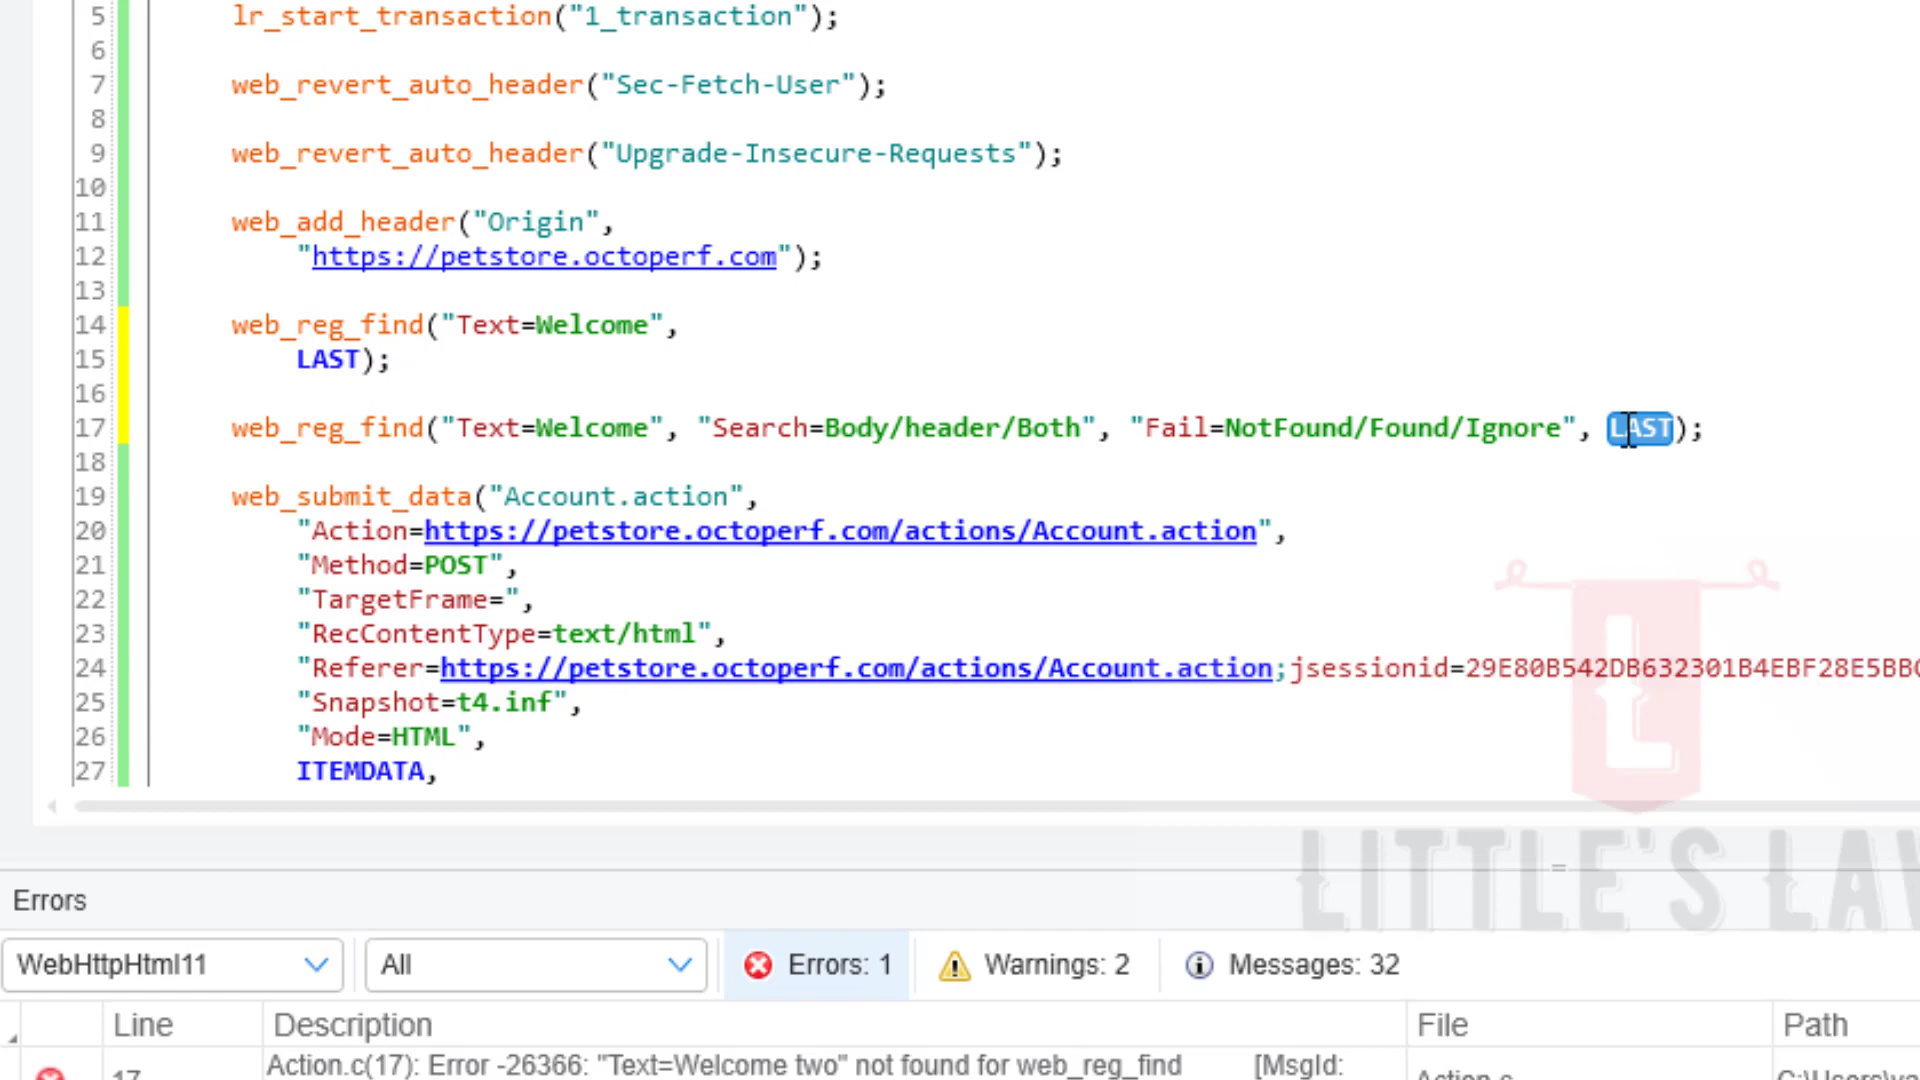 5 lr_start_transaction("1_transaction");
6
7 web_revert_auto_header("Sec-Fetch-User");
8
9 web_revert_auto_header("Upgrade-Insecure-Requests");
10
11 web_add_header("Origin",
12 "https://petstore.octoperf.com");
13
14 web_reg_find("Text=Welcome",
15 LAST);
16
17 web_reg_find("Text=Welcome", "Search=Body/header/Both", "Fail=NotFound/Found/Ignore", LAST);
18
19 web_submit_data("Account.action",
20 "Action=https://petstore.octoperf.com/actions/Account.action",
21 "Method=POST",
22 "TargetFrame=",
23 "RecContentType=text/html",
24 "Referer=https://petstore.octoperf.com/actions/Account.action;jsessionid=29E80B542DB632301B4EBF28E5BB
25 "Snapshot=t4.inf",
26 "Mode=HTML",
27 ITEMDATA,
L
LITTLE'S LA
Errors
WebHttpHtml11 All Errors: 1 Warnings: 2 Messages: 32
Line Description File Path
17 Action.c(17): Error -26366: "Text=Welcome two" not found for web_reg_find [MsgId: Action.c